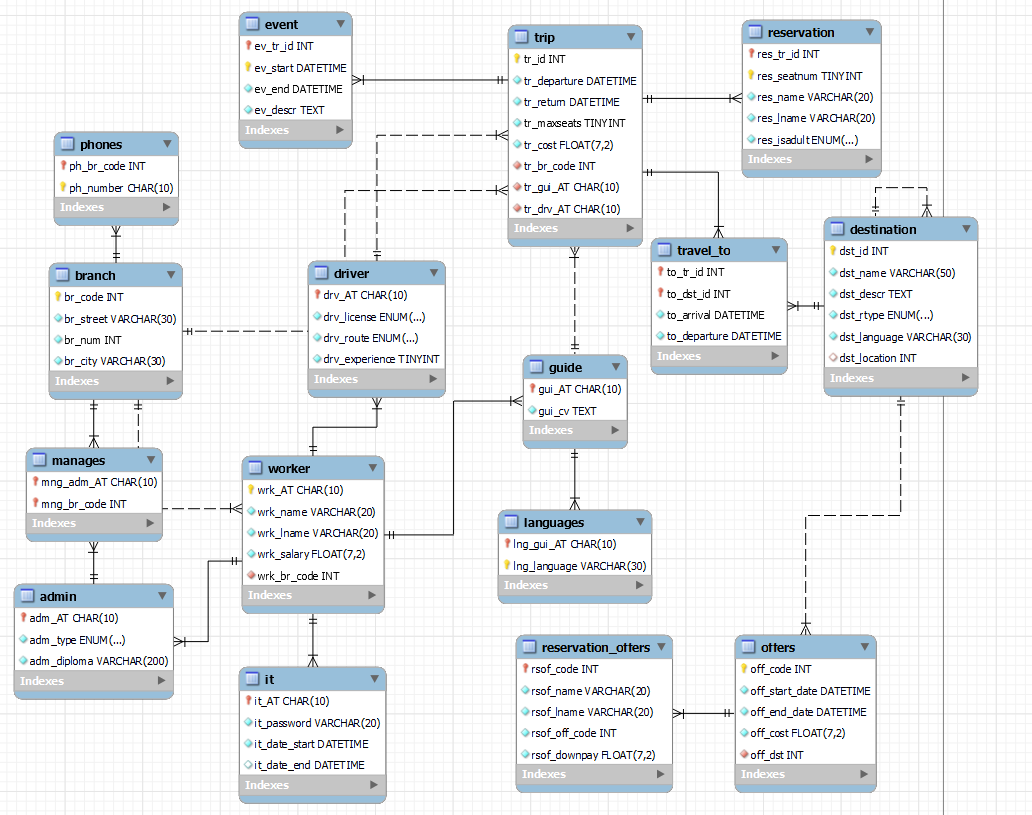 event
ev_tr_id INT
ev_start DATETIME
ev_end DATETIME
ev_descr TEXT
Indexes
trip
tr_id INT
tr_departure DATETIME
tr_return DATETIME
tr_maxseats TINYINT
tr_cost FLOAT(7,2)
tr_br_code INT
tr_gui_AT CHAR(10)
tr_drv_AT CHAR(10)
Indexes
reservation
res_tr_id INT
res_seatnum TINYINT
res_name VARCHAR(20)
res_lname VARCHAR(20)
res_isadult ENUM(...)
Indexes
phones
ph_br_code INT
ph_number CHAR(10)
Indexes
branch
br_code INT
br_street VARCHAR(30)
br_num INT
br_city VARCHAR(30)
Indexes
driver
drv_AT CHAR(10)
drv_license ENUM(...)
drv_route ENUM(...)
drv_experience TINYINT
Indexes
travel_to
to_tr_id INT
to_dst_id INT
to_arrival DATETIME
to_departure DATETIME
Indexes
destination
dst_id INT
dst_name VARCHAR(50)
dst_descr TEXT
dst_rtype ENUM(...)
dst_language VARCHAR(30)
dst_location INT
Indexes
guide
gui_AT CHAR(10)
gui_cv TEXT
Indexes
manages
mng_adm_AT CHAR(10)
mng_br_code INT
Indexes
worker
wrk_AT CHAR(10)
wrk_name VARCHAR(20)
wrk_lname VARCHAR(20)
wrk_salary FLOAT(7,2)
wrk_br_code INT
Indexes
languages
lng_gui_AT CHAR(10)
lng_language VARCHAR(30)
Indexes
admin
adm_AT CHAR(10)
adm_type ENUM(...)
adm_diploma VARCHAR(200)
Indexes
it
it_AT CHAR(10)
it_password VARCHAR(20)
it_date_start DATETIME
it_date_end DATETIME
Indexes
reservation_offers
rsof_code INT
rsof_name VARCHAR(20)
rsof_lname VARCHAR(20)
rsof_off_code INT
rsof_downpay FLOAT(7,2)
Indexes
offers
off_code INT
off_start_date DATETIME
off_end_date DATETIME
off_cost FLOAT(7,2)
off_dst INT
Indexes